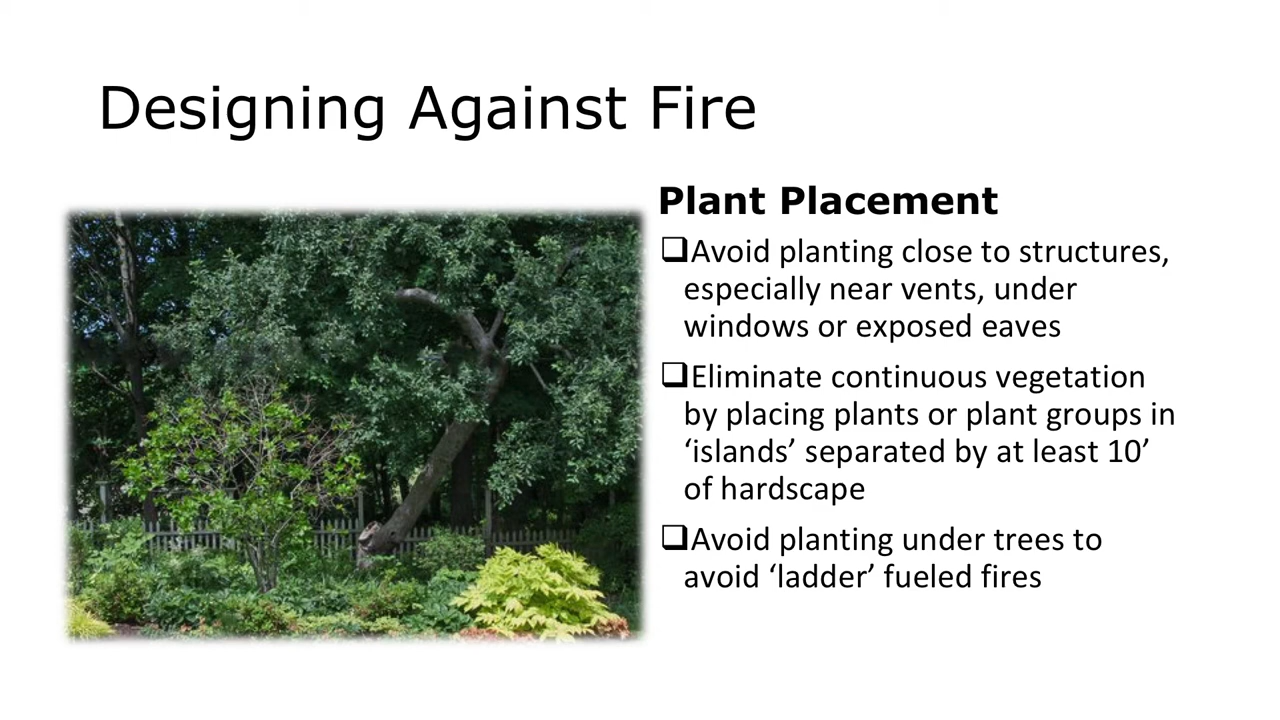 Designing Against Fire
Plant Placement
❑Avoid planting close to structures,
especially near vents, under
windows or exposed eaves
❑Eliminate continuous vegetation
by placing plants or plant groups in
‘islands’ separated by at least 10’
of hardscape
❑Avoid planting under trees to
avoid ‘ladder’ fueled fires